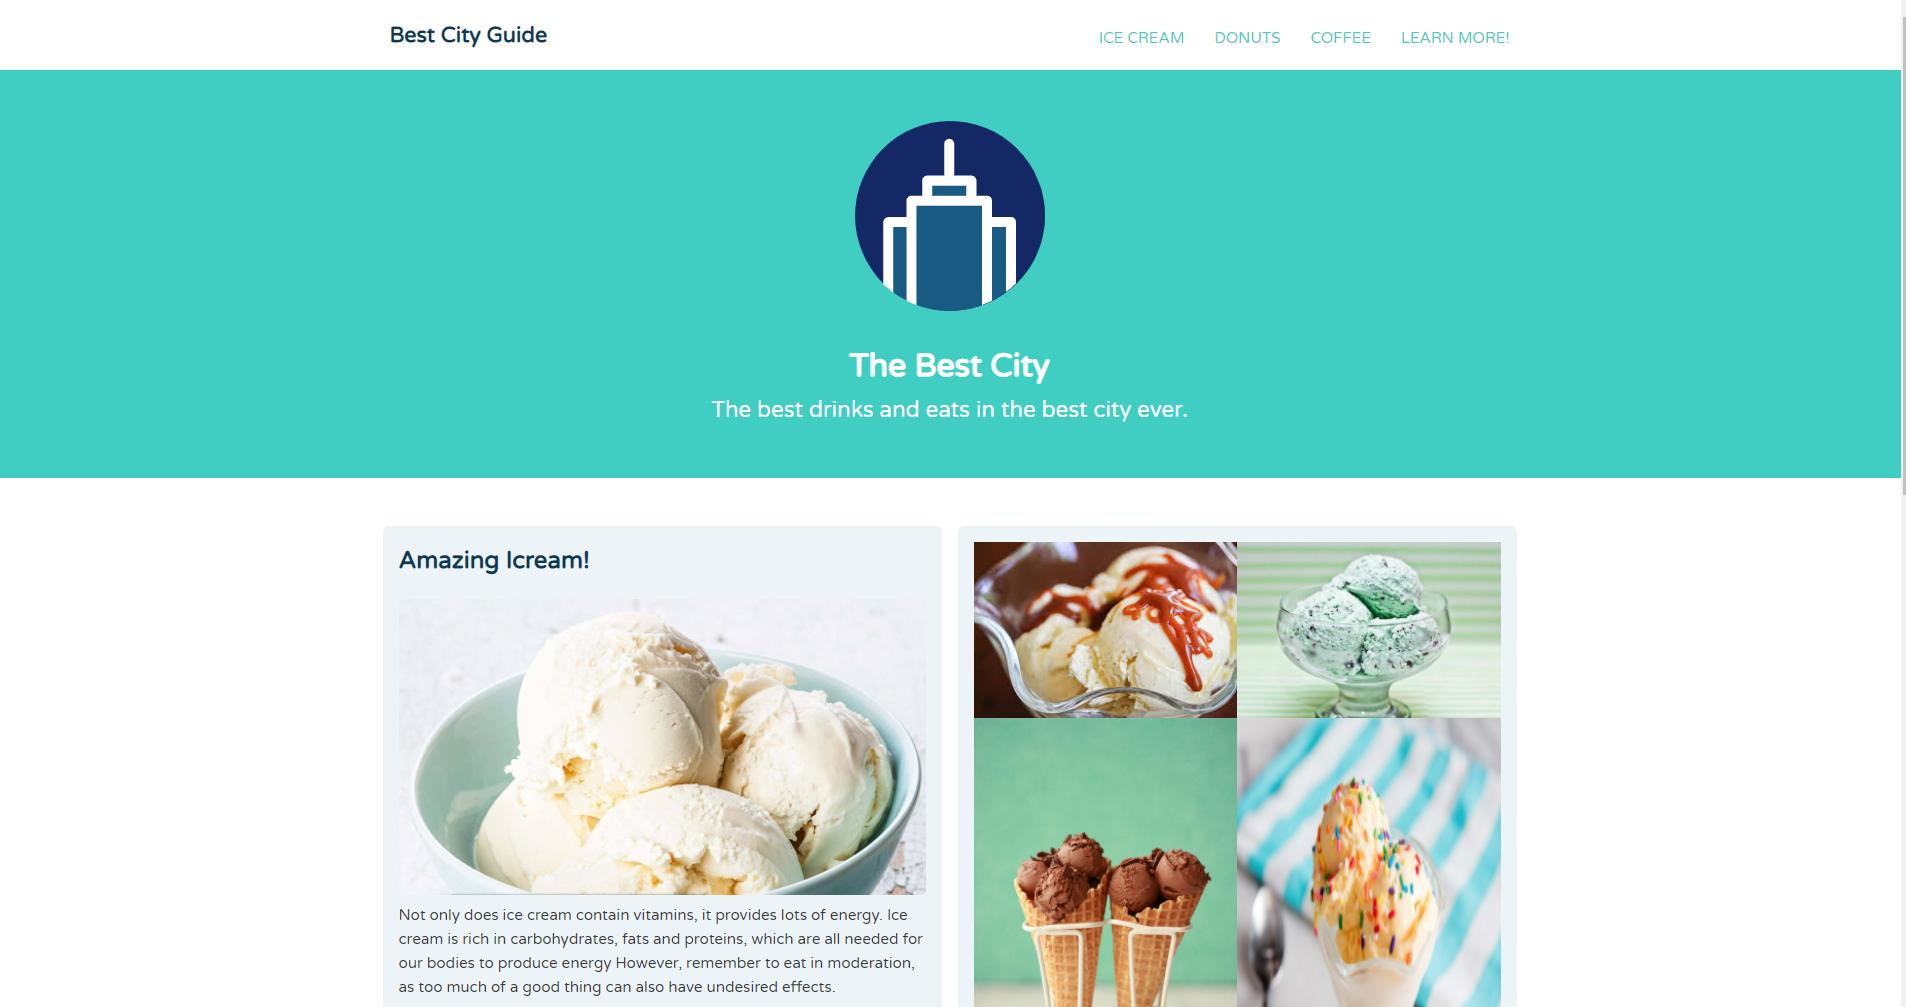 Best City Guide
ICE CREAM DONUTS COFFEE LEARN MORE!
The Best City
The best drinks and eats in the best city ever.
Amazing Icream!
Not only does ice cream contain vitamins, it provides lots of energy. Ice
cream is rich in carbohydrates, fats and proteins, which are all needed for
our bodies to produce energy However, remember to eat in moderation,
as too much of a good thing can also have undesired effects.